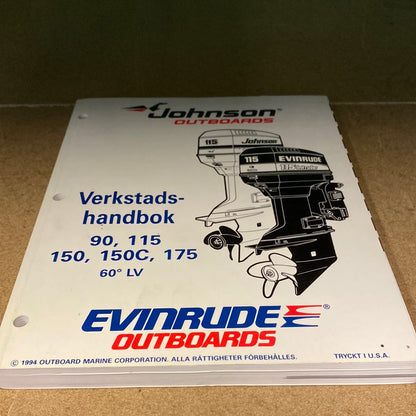 Johnson®
OUTBOARDS
115 Johnson
115 EVINRUDE
Verkstads-
handbok
90, 115
150, 150C, 175
60° LV
EVINRUDE®
OUTBOARDS
© 1994 OUTBOARD MARINE CORPORATION. ALLA RÄTTIGHETER FÖRBEHÅLLES. TRYCKT I U.S.A.